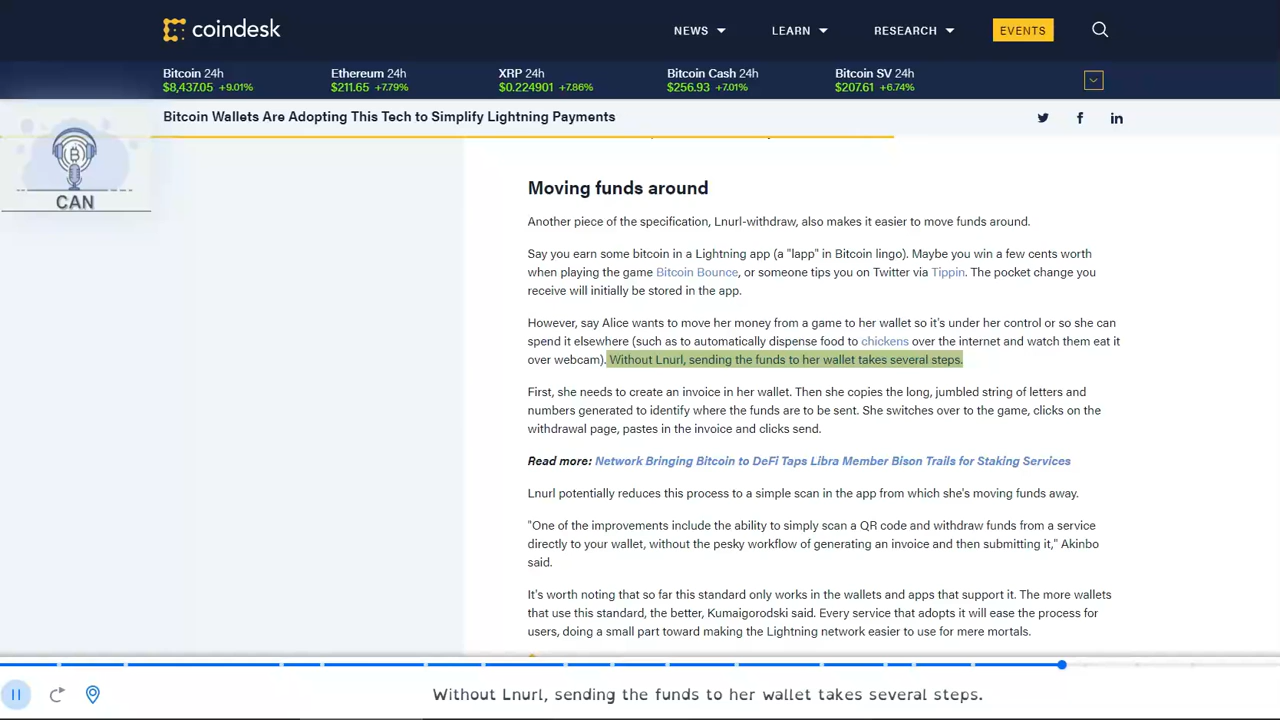 coindesk
NEWS LEARN RESEARCH EVENTS
Bitcoin 24h Ethereum 24h XRP 24h Bitcoin Cash 24h Bitcoin SV 24h
$8,437.05 +9.01% $211.65 +7.79% $0.224901 +7.86% $256.93 +7.01% $207.61 +6.74%
Bitcoin Wallets Are Adopting This Tech to Simplify Lightning Payments
CAN
Moving funds around
Another piece of the specification, Lnurl-withdraw, also makes it easier to move funds around.
Say you earn some bitcoin in a Lightning app (a "lapp" in Bitcoin lingo). Maybe you win a few cents worth
when playing the game Bitcoin Bounce, or someone tips you on Twitter via Tippin. The pocket change you
receive will initially be stored in the app.
However, say Alice wants to move her money from a game to her wallet so it's under her control or so she can
spend it elsewhere (such as to automatically dispense food to chickens over the internet and watch them eat it
over webcam). Without Lnurl, sending the funds to her wallet takes several steps.
First, she needs to create an invoice in her wallet. Then she copies the long, jumbled string of letters and
numbers generated to identify where the funds are to be sent. She switches over to the game, clicks on the
withdrawal page, pastes in the invoice and clicks send.
Read more: Network Bringing Bitcoin to DeFi Taps Libra Member Bison Trails for Staking Services
Lnurl potentially reduces this process to a simple scan in the app from which she's moving funds away.
"One of the improvements include the ability to simply scan a QR code and withdraw funds from a service
directly to your wallet, without the pesky workflow of generating an invoice and then submitting it," Akinbo
said.
It's worth noting that so far this standard only works in the wallets and apps that support it. The more wallets
that use this standard, the better, Kumaigorodski said. Every service that adopts it will ease the process for
users, doing a small part toward making the Lightning network easier to use for mere mortals.
Without Lnurl, sending the funds to her wallet takes several steps.